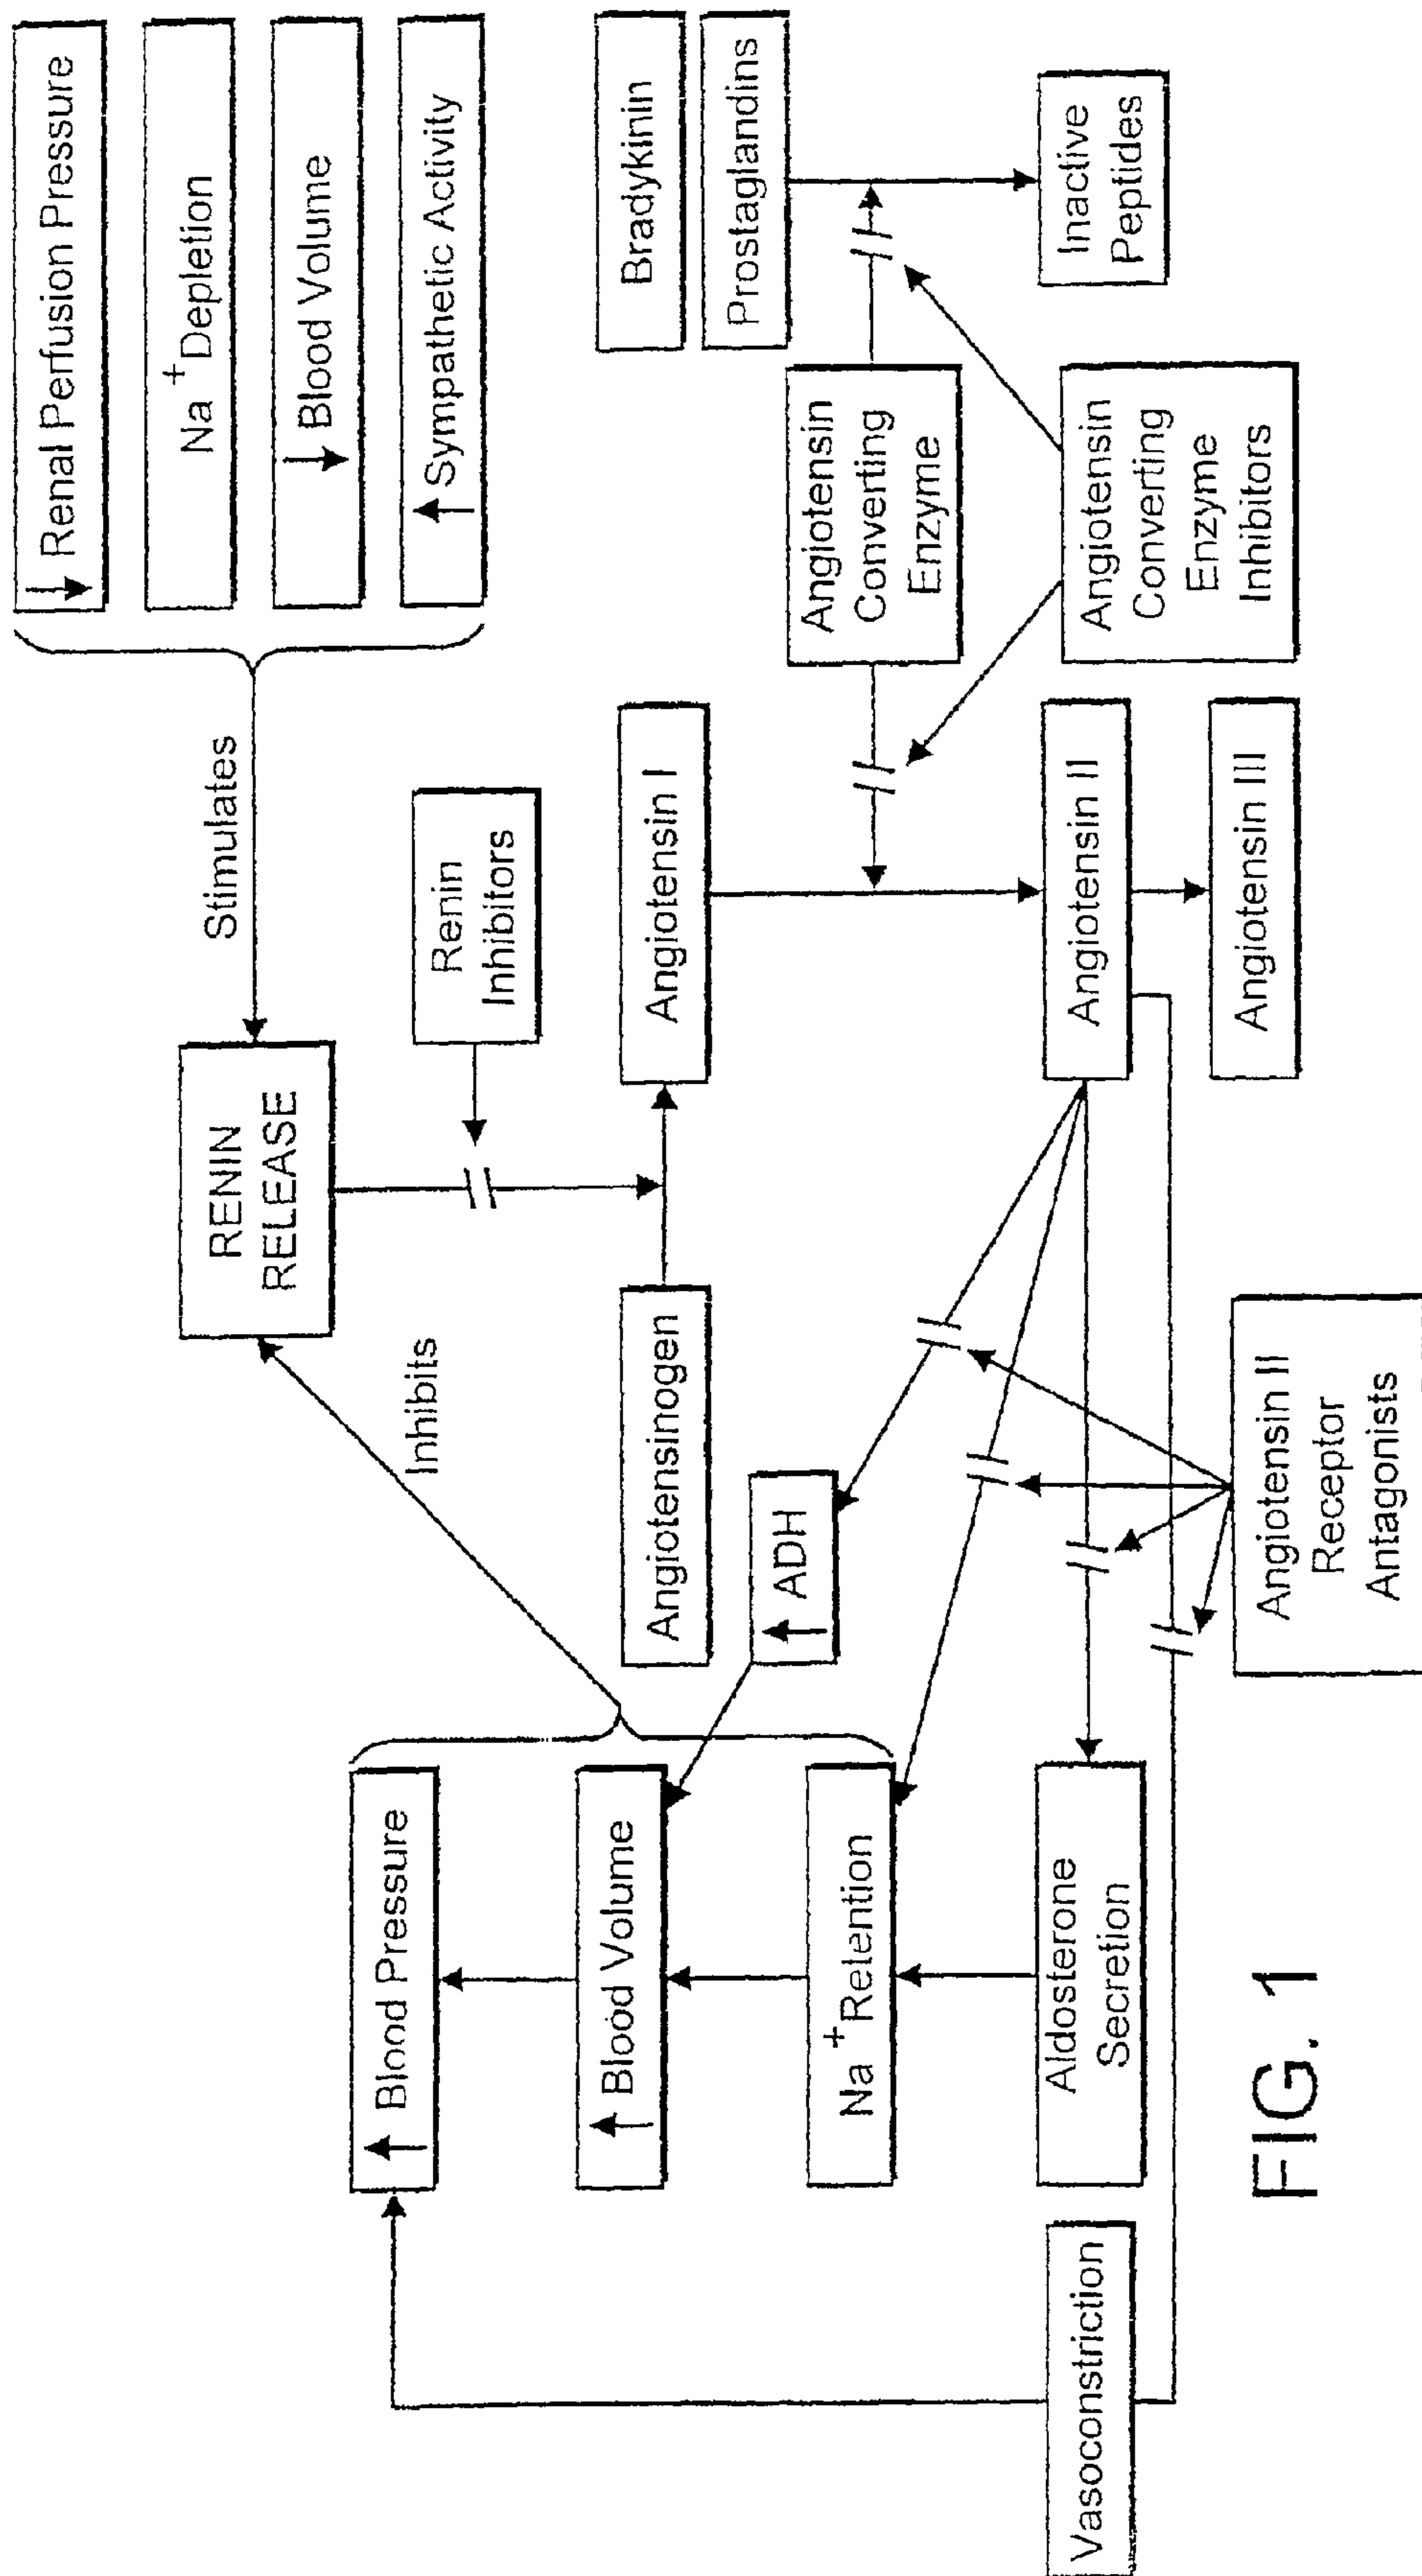 ↓ Renal Perfusion Pressure
Na+ Depletion
↓ Blood Volume
↑ Sympathetic Activity
Stimulates
RENIN
RELEASE
Inhibits
Renin
Inhibitors
↑ Blood Pressure
↑ Blood Volume
Na+ Retention
Aldosterone
Secretion
Vasoconstriction
Angiotensinogen
Angiotensin I
↑ ADH
Bradykinin
Prostaglandins
Angiotensin
Converting
Enzyme
Inactive
Peptides
Angiotensin
Converting
Enzyme
Inhibitors
Angiotensin II
Angiotensin III
Angiotensin II
Receptor
Antagonists
FIG. 1